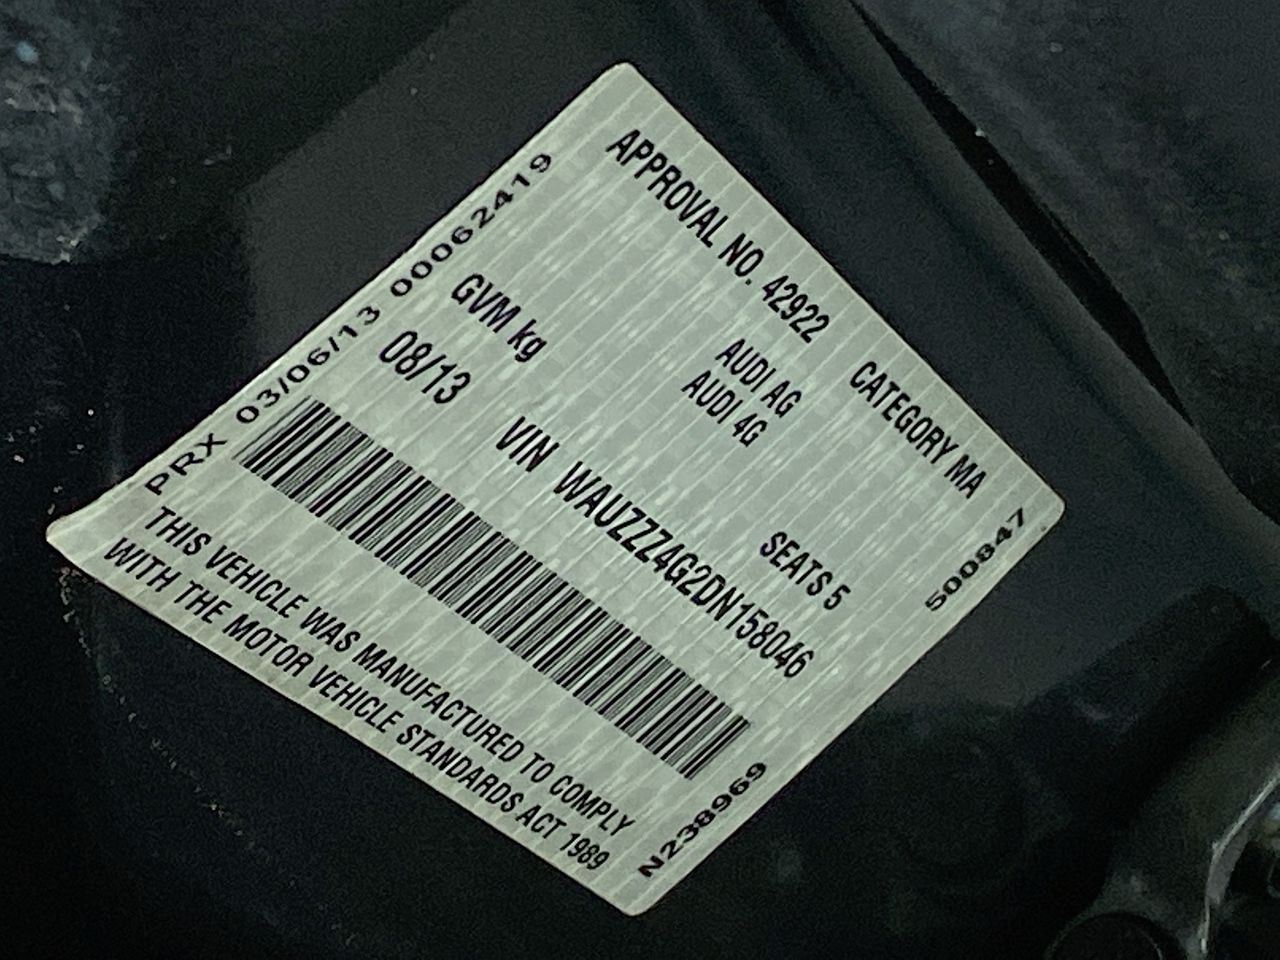 APPROVAL NO. 42922 CATEGORY MA
AUDI AG
AUDI 4G
GVM kg SEATS 5
08/13 VIN WAUZZZ4G2DN158046
THIS VEHICLE WAS MANUFACTURED TO COMPLY
WITH THE MOTOR VEHICLE STANDARDS ACT 1989
PRX 03/06/13 00062419
N238969 500847